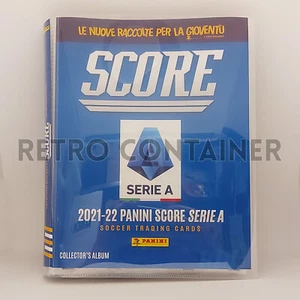 LE NUOVE RACCOLTE PER LA GIOVENTÙ
SCORE
SERIE A
RETRO CONTAINER
2021-22 PANINI SCORE SERIE A
SOCCER TRADING CARDS
PANINI
COLLECTOR'S ALBUM
SCORE